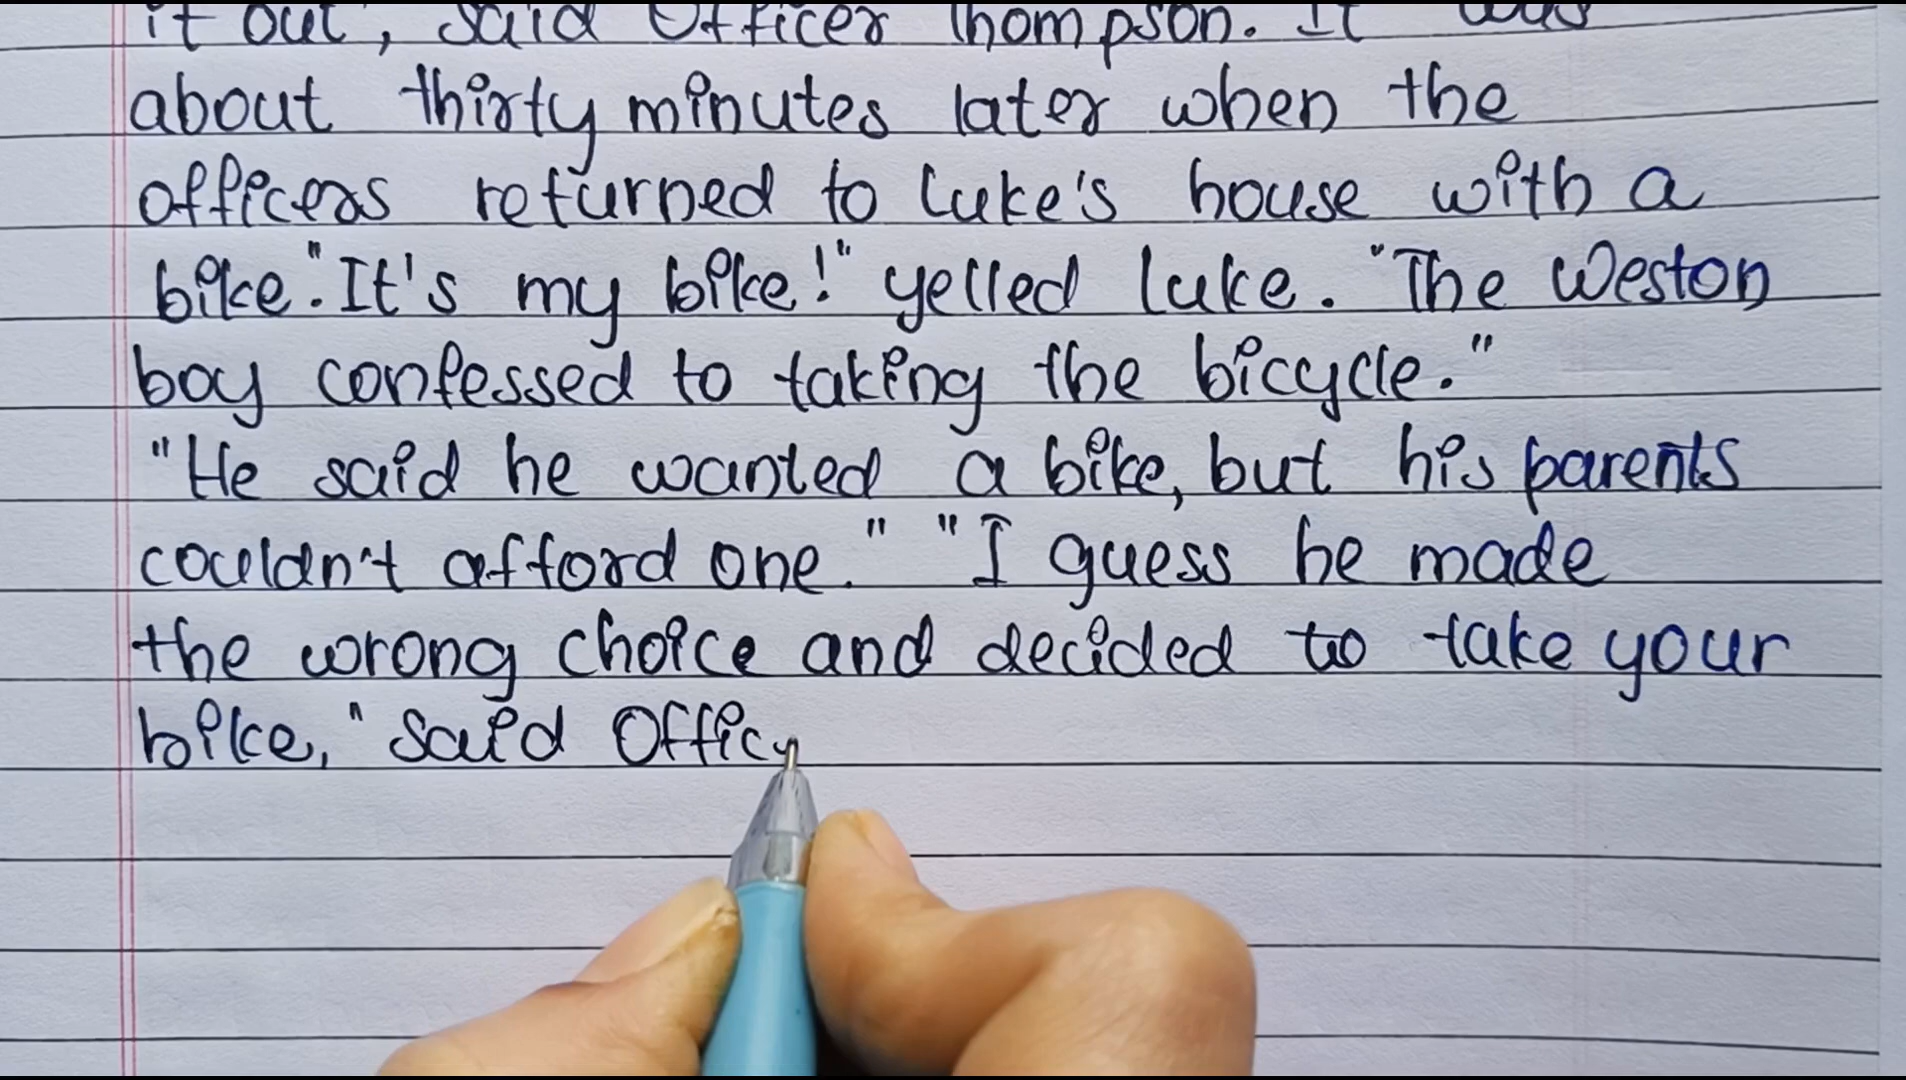 it out", said Officer Thompson. It was
about thirty minutes later when the
officers returned to Luke's house with a
bike." It's my bike!" yelled Luke. "The Weston
boy confessed to taking the bicycle."
"He said he wanted a bike, but his parents
couldn't afford one." "I guess he made
the wrong choice and decided to take your
bike," said Offic